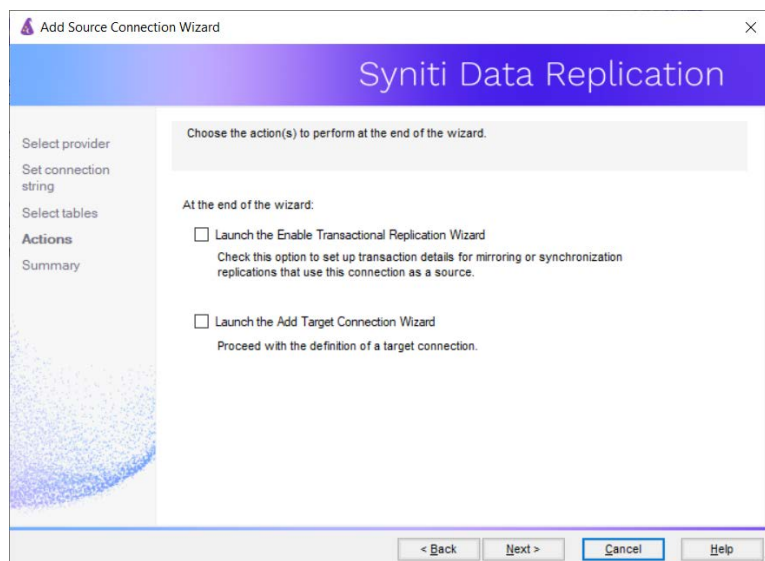 Add Source Connection Wizard
Syniti Data Replication
Select provider
Set connection
string
Select tables
Actions
Summary
Choose the action(s) to perform at the end of the wizard.
At the end of the wizard:
Launch the Enable Transactional Replication Wizard
Check this option to set up transaction details for mirroring or synchronization
replications that use this connection as a source.
Launch the Add Target Connection Wizard
Proceed with the definition of a target connection.
< Back
Next >
Cancel
Help